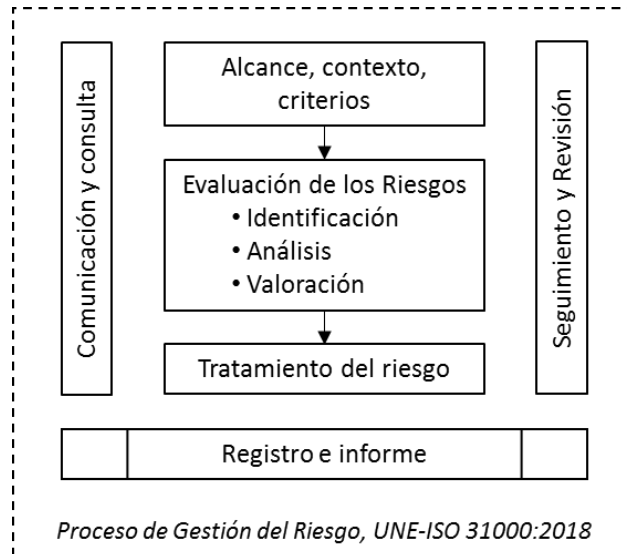 Comunicación y consulta
Alcance, contexto,
criterios
Evaluación de los Riesgos
• Identificación
• Análisis
• Valoración
Tratamiento del riesgo
Seguimiento y Revisión
Registro e informe
Proceso de Gestión del Riesgo, UNE-ISO 31000:2018